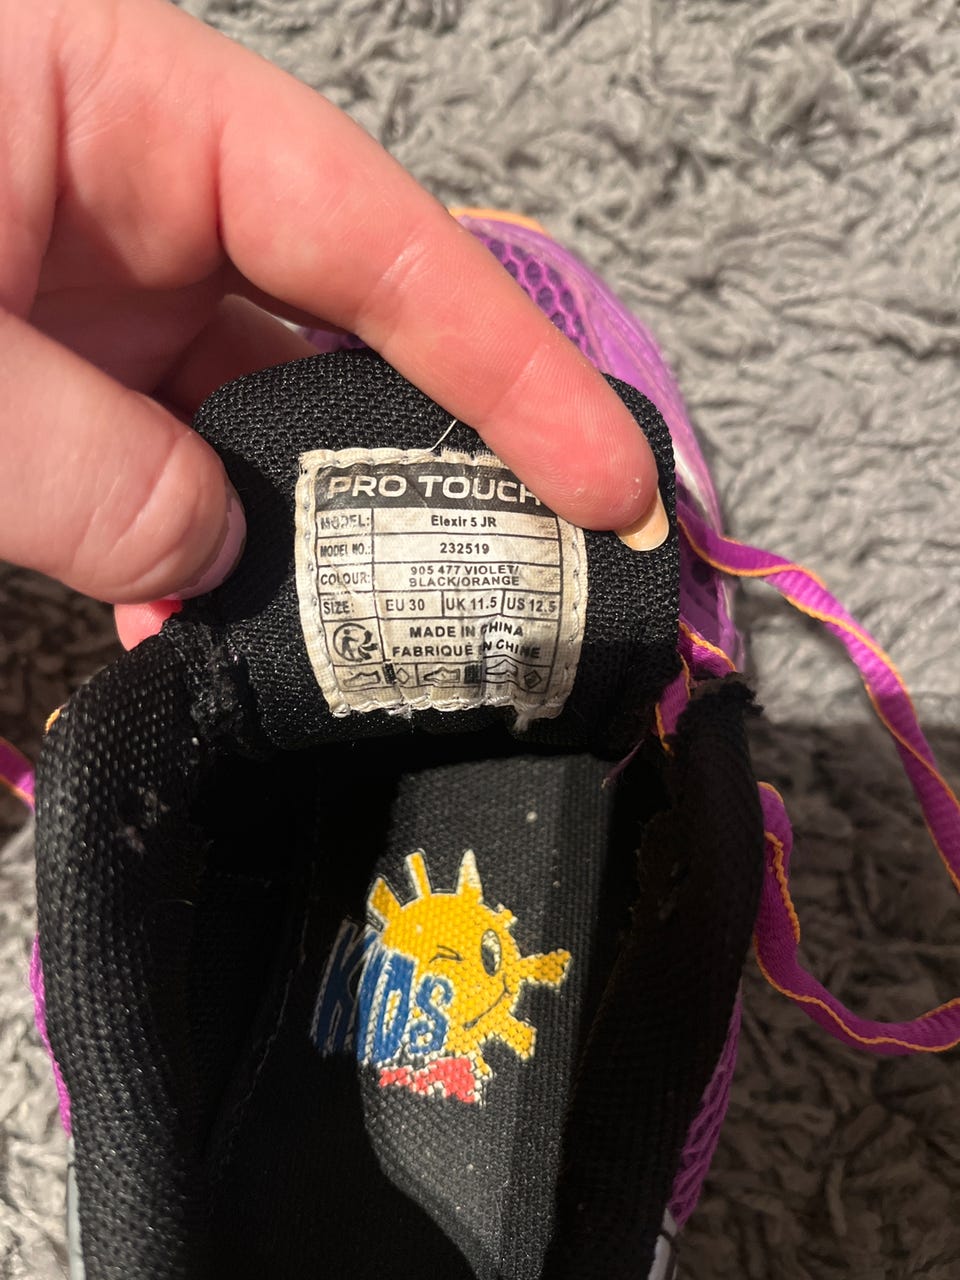 PRO TOUCH
MODEL: Elexir 5 JR
MODEL NO.: 232519
COLOUR: 905 477 VIOLET/
BLACK/ORANGE
SIZE: EU 30 UK 11.5 US 12.5
MADE IN CHINA
FABRIQUÉ EN CHINE
KIDS